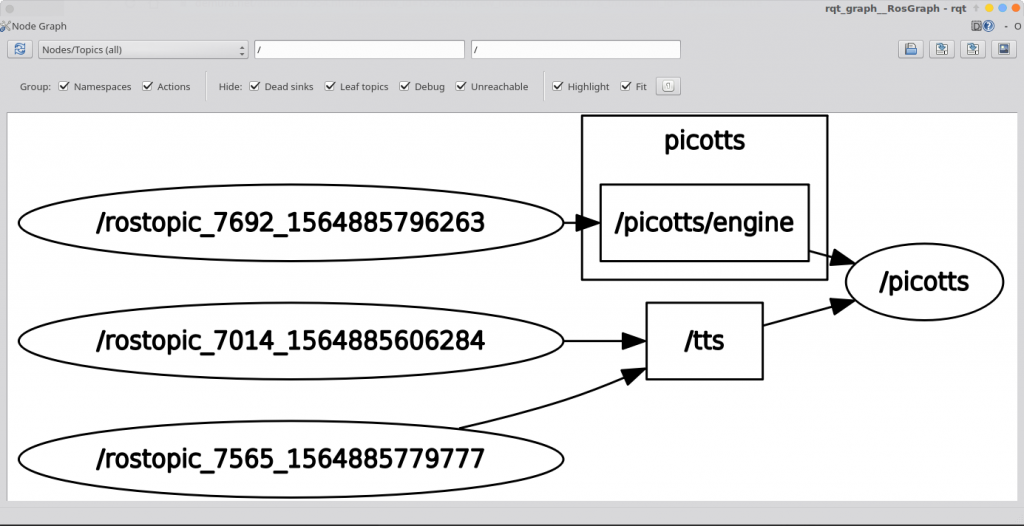 rqt_graph__RosGraph - rqt
Node Graph
D ? - O
Nodes/Topics (all) / /
Group: Namespaces Actions Hide: Dead sinks Leaf topics Debug Unreachable Highlight Fit
picotts
/rostopic_7692_1564885796263
/picotts/engine
/picotts
/rostopic_7014_1564885606284
/tts
/rostopic_7565_1564885779777